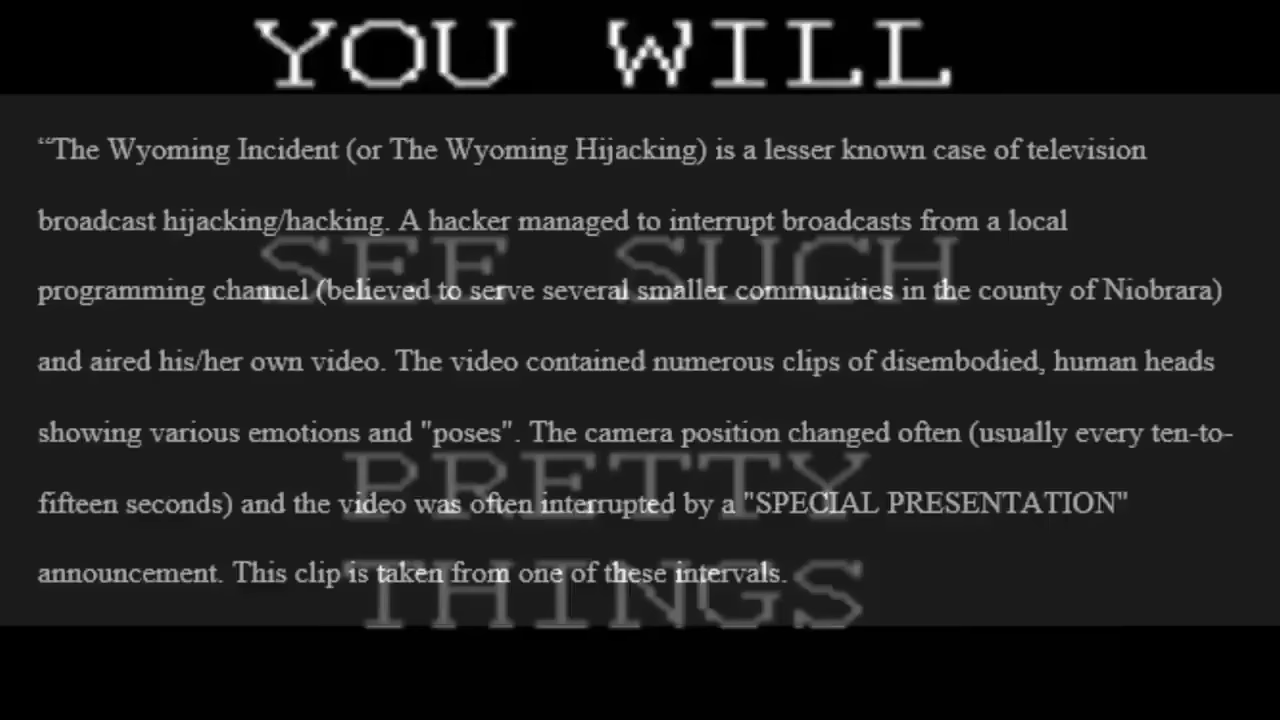 YOU WILL
“The Wyoming Incident (or The Wyoming Hijacking) is a lesser known case of television
broadcast hijacking/hacking. A hacker managed to interrupt broadcasts from a local
SEE SUCH
programming channel (believed to serve several smaller communities in the county of Niobrara)
and aired his/her own video. The video contained numerous clips of disembodied, human heads
showing various emotions and "poses". The camera position changed often (usually every ten-to-
PRETTY
fifteen seconds) and the video was often interrupted by a "SPECIAL PRESENTATION"
announcement. This clip is taken from one of these intervals.
THINGS